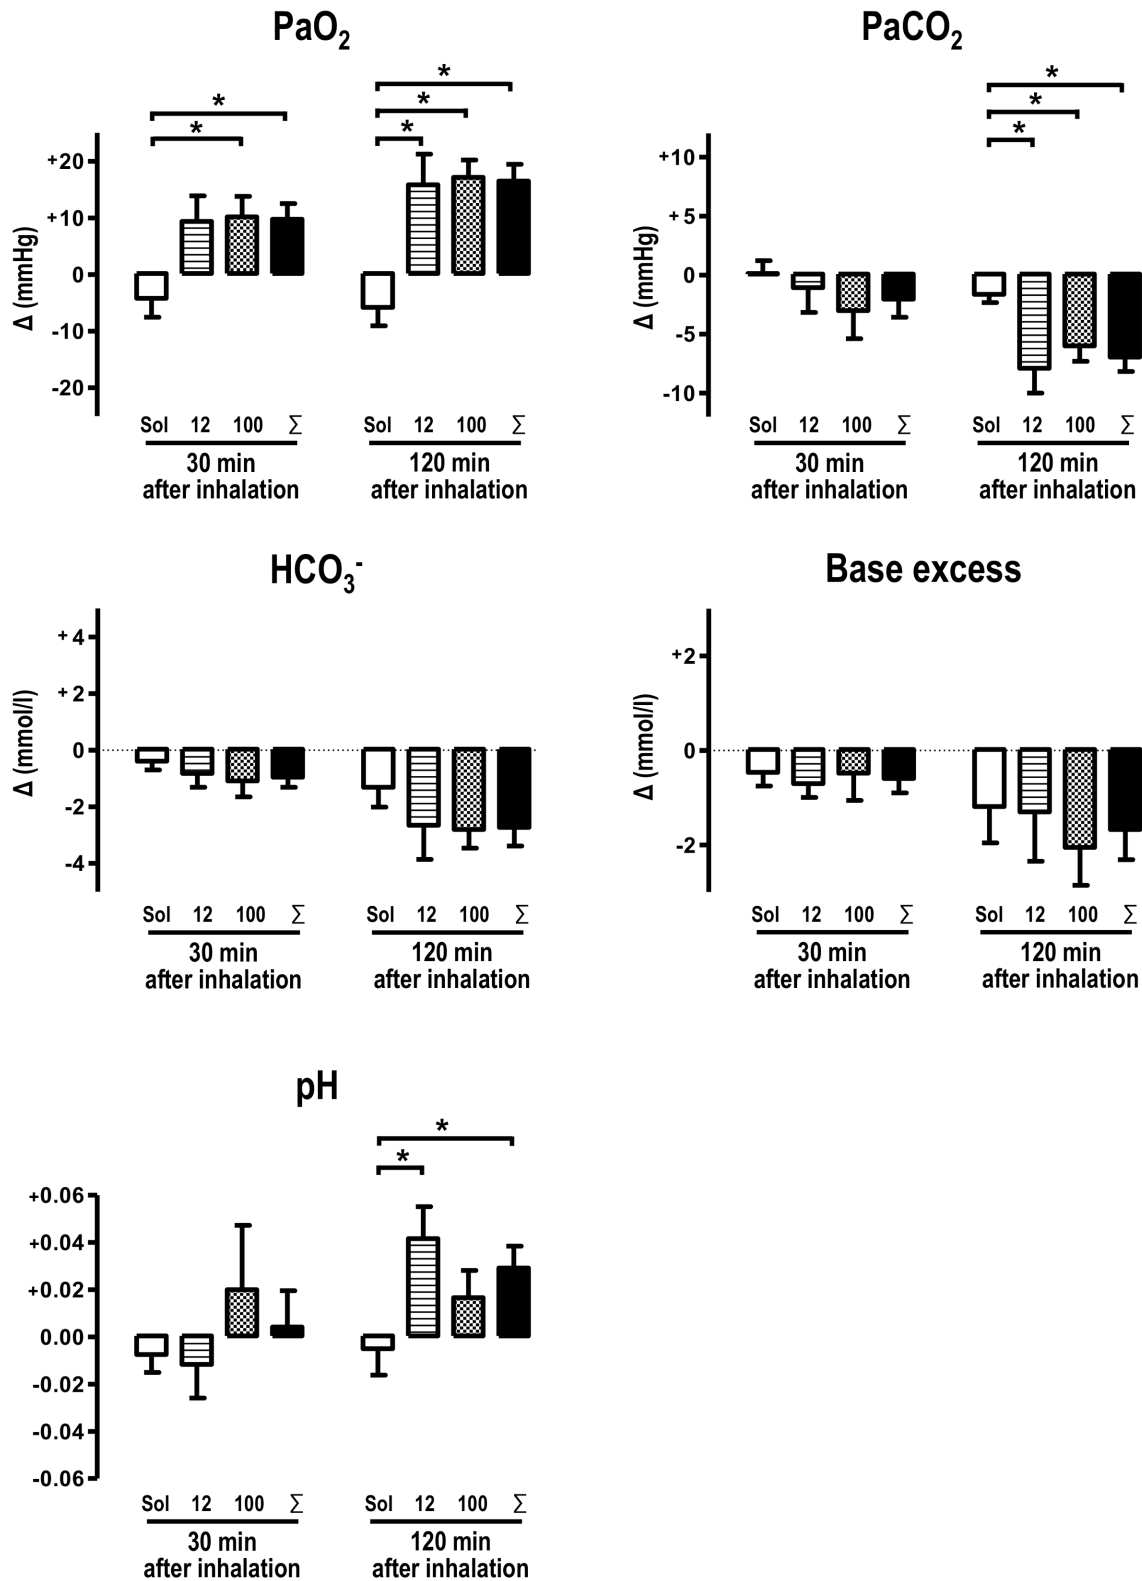 PaO2
*
*
*
*
*
+20
+10
0
-10
-20
Δ (mmHg)
Sol 12 100 Σ
30 min
after inhalation
Sol 12 100 Σ
120 min
after inhalation
PaCO2
*
*
*
+10
+5
0
-5
-10
Δ (mmHg)
Sol 12 100 Σ
30 min
after inhalation
Sol 12 100 Σ
120 min
after inhalation
HCO3-
+4
+2
0
-2
-4
Δ (mmol/l)
Sol 12 100 Σ
30 min
after inhalation
Sol 12 100 Σ
120 min
after inhalation
Base excess
+2
0
-2
Δ (mmol/l)
Sol 12 100 Σ
30 min
after inhalation
Sol 12 100 Σ
120 min
after inhalation
pH
*
*
+0.06
+0.04
+0.02
0.00
-0.02
-0.04
-0.06
Sol 12 100 Σ
30 min
after inhalation
Sol 12 100 Σ
120 min
after inhalation